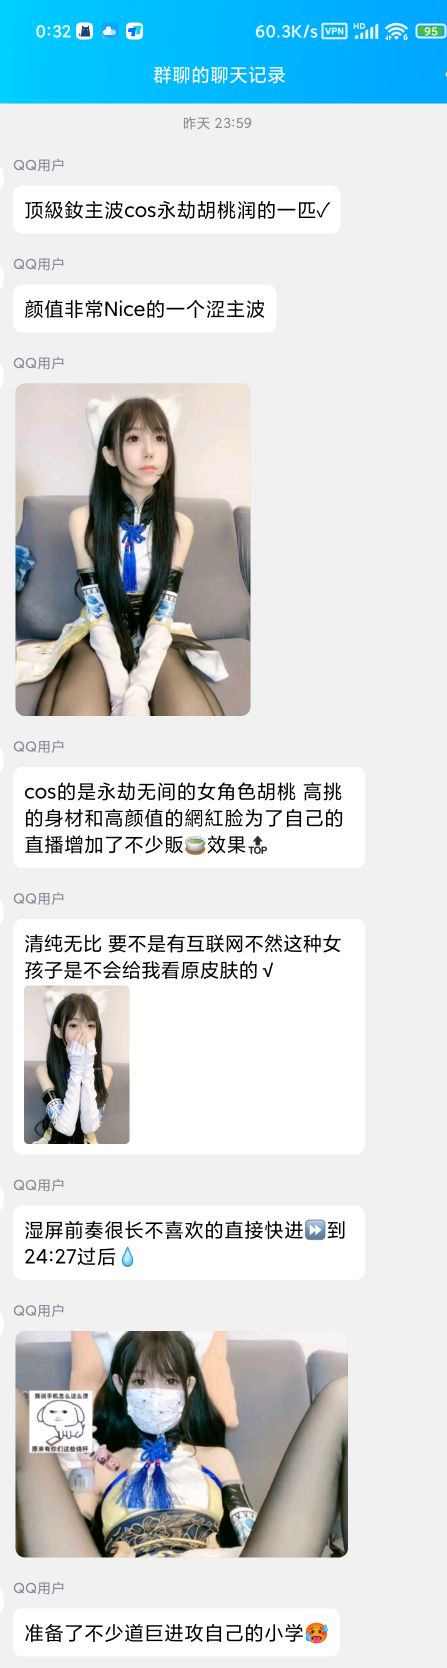 0:32
60.3K/s VPN HD 6 95
群聊的聊天记录
昨天 23:59
QQ用户
顶級釹主波cos永劫胡桃润的一匹✓
QQ用户
颜值非常Nice的一个涩主波
QQ用户
QQ用户
cos的是永劫无间的女角色胡桃 高挑
的身材和高颜值的網紅脸为了自己的
直播增加了不少販🍵效果🔝
QQ用户
清纯无比 要不是有互联网不然这种女
孩子是不会给我看原皮肤的√
QQ用户
湿屏前奏很长不喜欢的直接快进⏩到
24:27过后💧
QQ用户
我说手机怎么这么烫
原来有你们这些烧杯
QQ用户
准备了不少道巨进攻自己的小学🥵